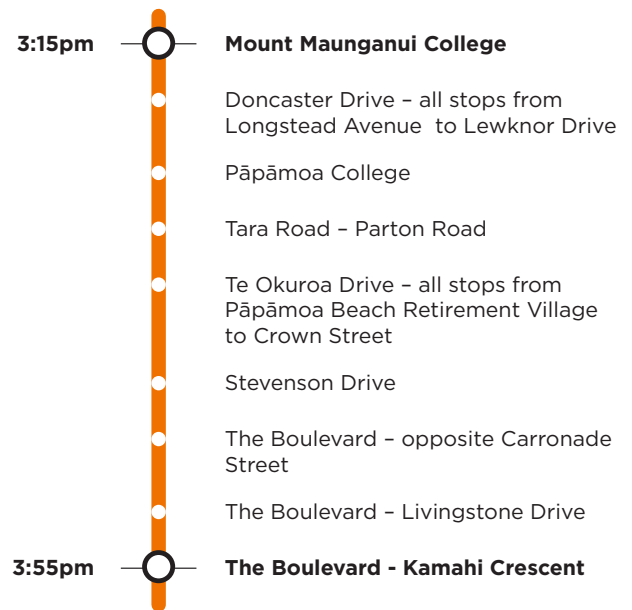 3:15pm Mount Maunganui College
Doncaster Drive – all stops from
Longstead Avenue to Lewknor Drive
Pāpāmoa College
Tara Road – Parton Road
Te Okuroa Drive – all stops from
Pāpāmoa Beach Retirement Village
to Crown Street
Stevenson Drive
The Boulevard – opposite Carronade
Street
The Boulevard – Livingstone Drive
3:55pm The Boulevard - Kamahi Crescent